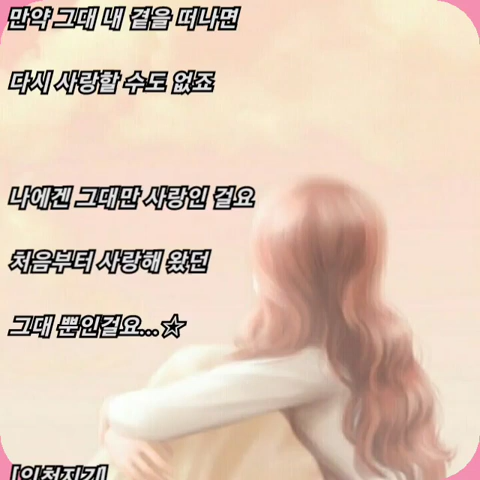 만약 그대 내 곁을 떠나면
다시 사랑할 수도 없죠
나에겐 그대만 사랑인 걸요
처음부터 사랑해 왔던
그대 뿐인걸요...☆